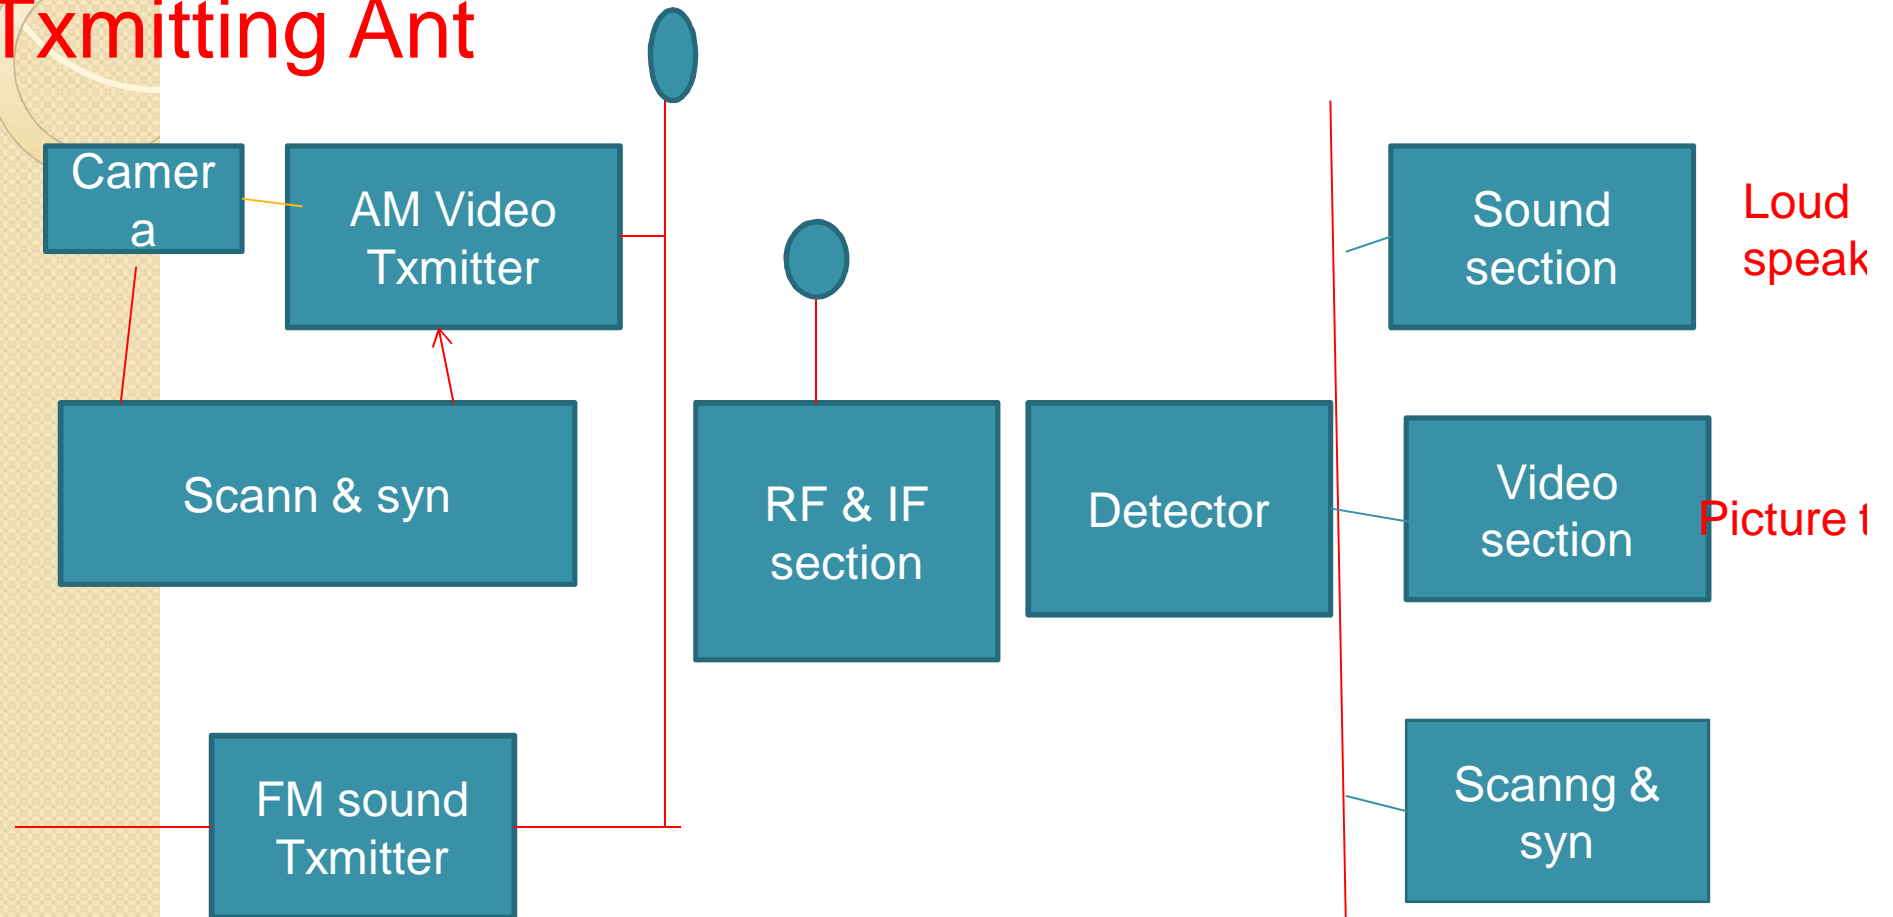 Txmitting Ant
Camer
a
AM Video
Txmitter
Sound
section
Loud
speak
Scann & syn
RF & IF
section
Detector
Video
section
Picture t
FM sound
Txmitter
Scanng &
syn